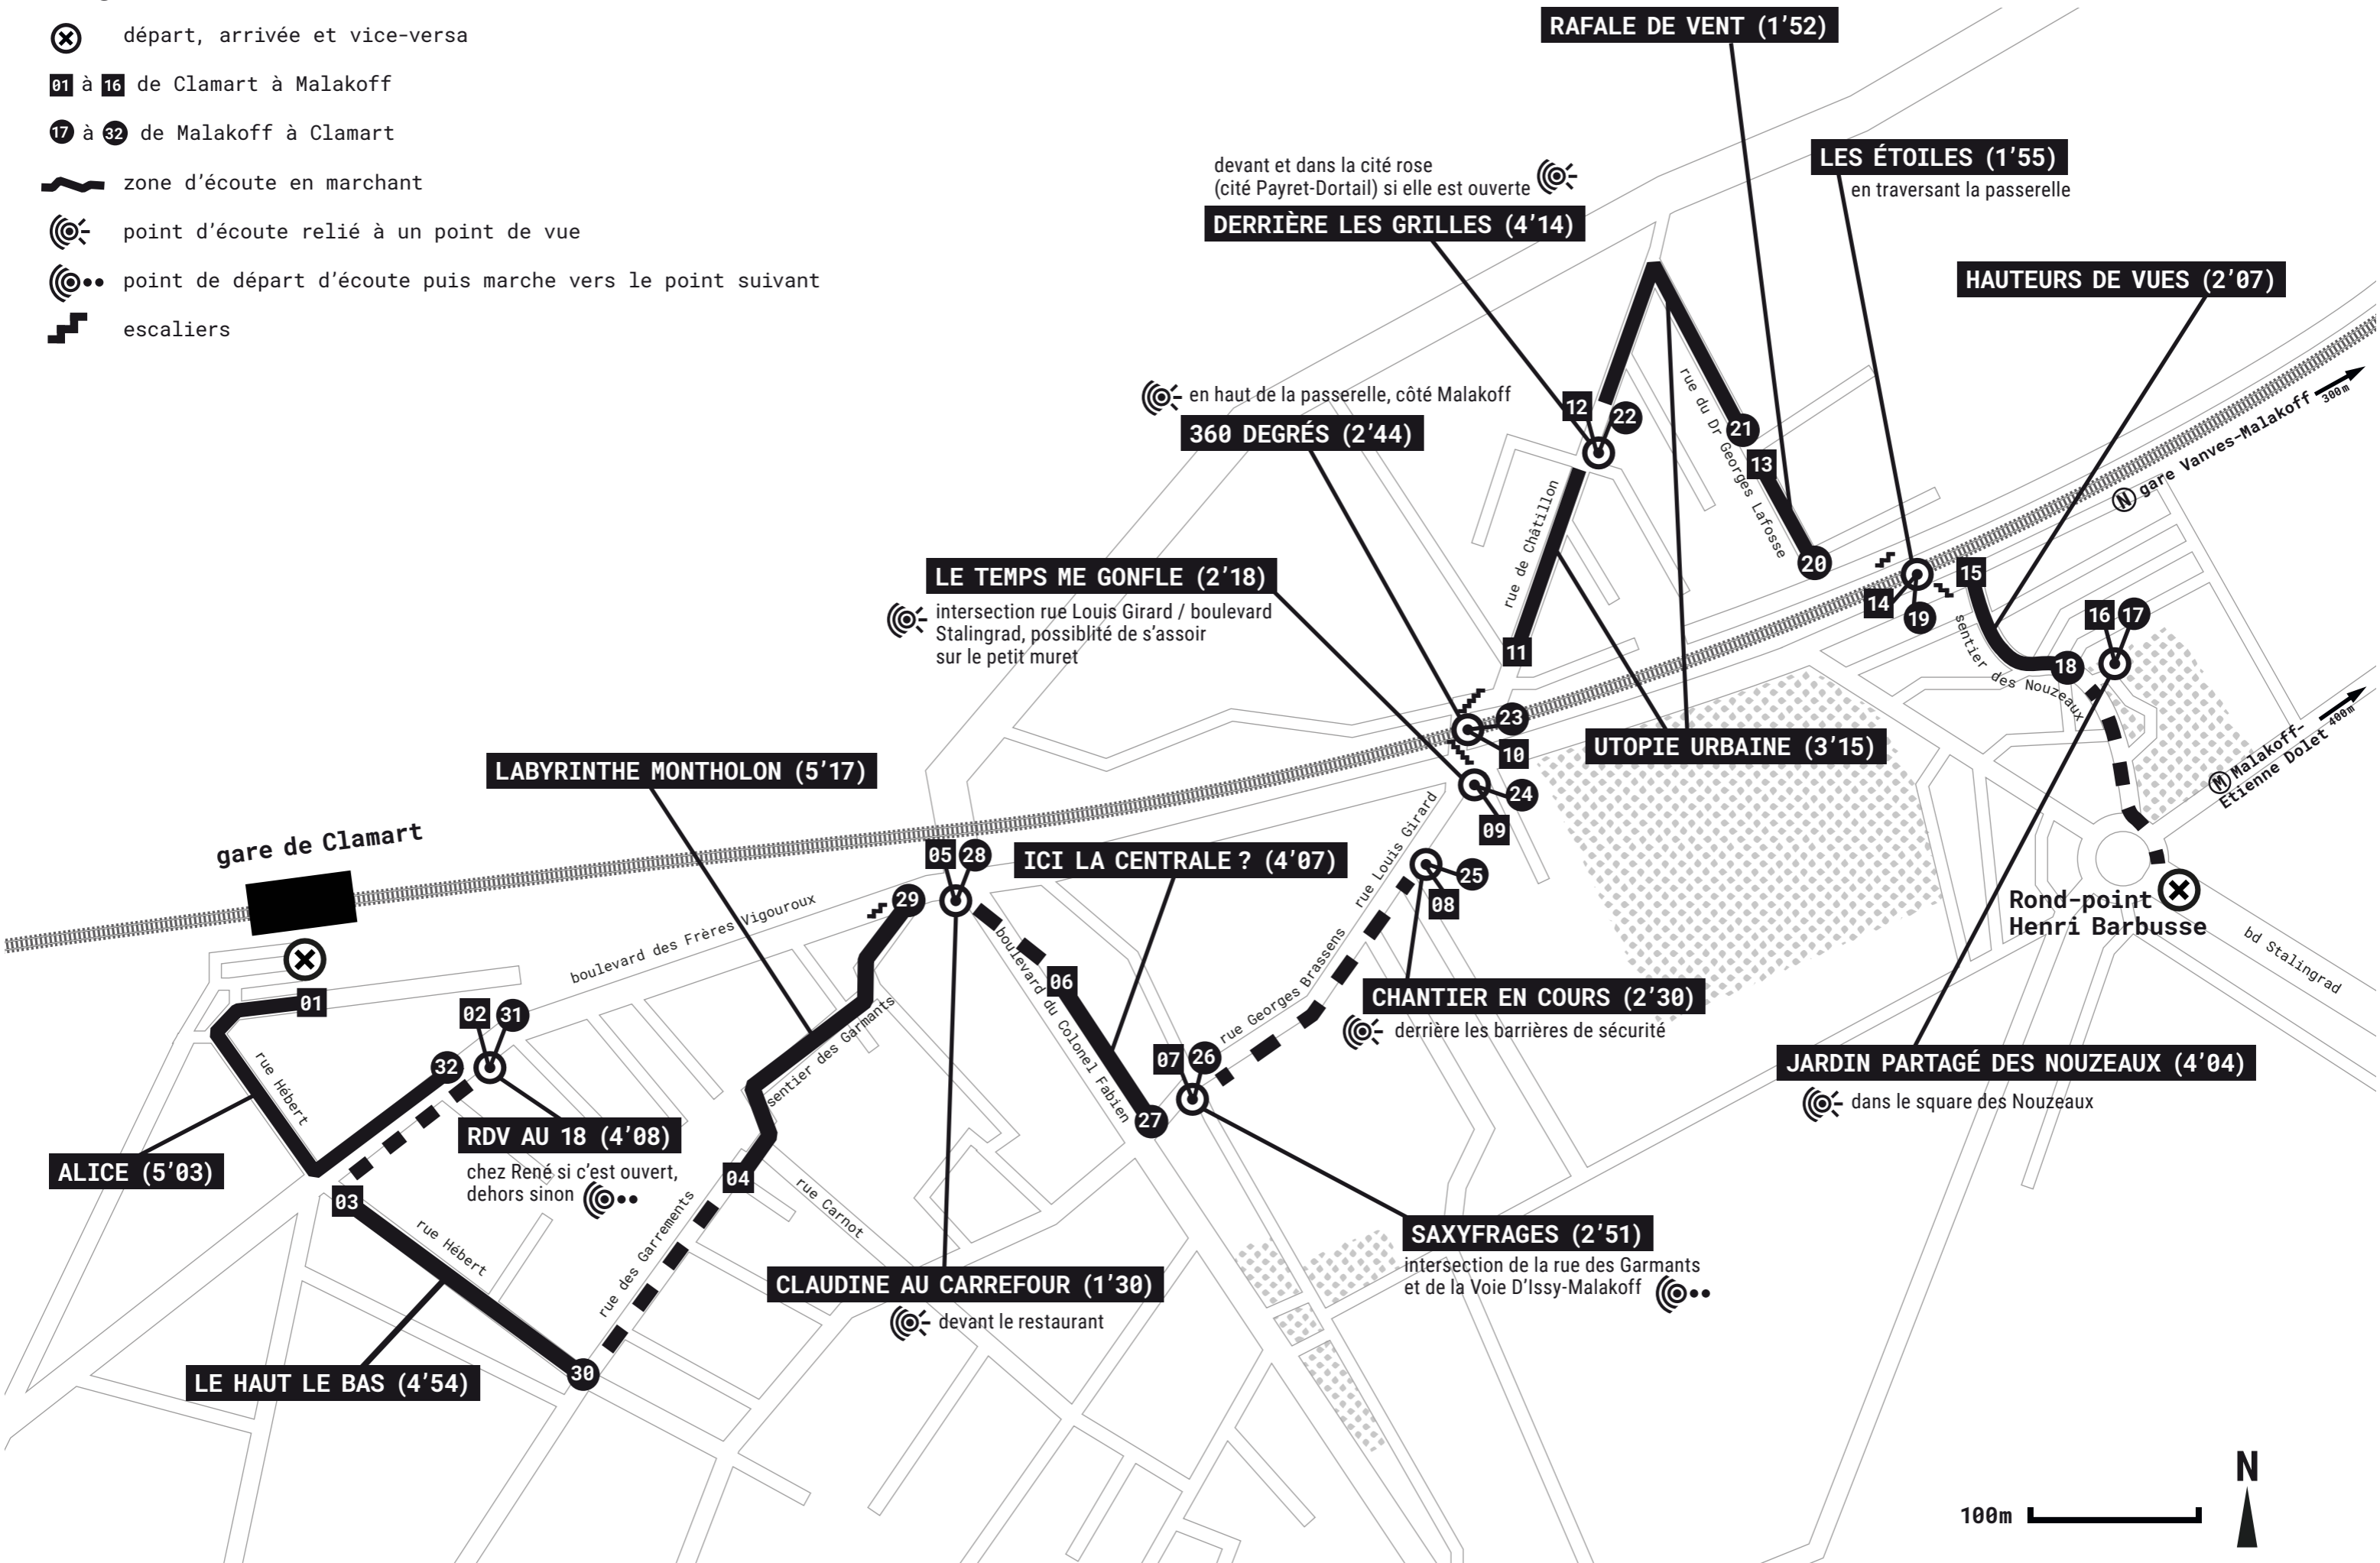 départ, arrivée et vice-versa
01 à 16 de Clamart à Malakoff
17 à 32 de Malakoff à Clamart
zone d’écoute en marchant
point d’écoute relié à un point de vue
point de départ d’écoute puis marche vers le point suivant
escaliers
RAFALE DE VENT (1’52)
LES ÉTOILES (1’55)
en traversant la passerelle
devant et dans la cité rose
(cité Payret-Dortail) si elle est ouverte
DERRIÈRE LES GRILLES (4’14)
HAUTEURS DE VUES (2’07)
en haut de la passerelle, côté Malakoff
360 DEGRÉS (2’44)
12
22
21
13
20
rue du Dr Georges Lafosse
rue de Châtillon
11
N gare Vanves-Malakoff
300m
LE TEMPS ME GONFLE (2’18)
intersection rue Louis Girard / boulevard
Stalingrad, possiblité de s’assoir
sur le petit muret
14
19
15
16
17
18
sentier des Nouzeaux
23
10
24
09
UTOPIE URBAINE (3’15)
M Malakoff-
Etienne Dolet
400m
LABYRINTHE MONTHOLON (5’17)
gare de Clamart
05
28
29
ICI LA CENTRALE ? (4’07)
rue Louis Girard
25
08
boulevard des Frères Vigouroux
Rond-point
Henri Barbusse
bd Stalingrad
01
02
31
32
06
boulevard du Colonel Fabien
rue Georges Brassens
CHANTIER EN COURS (2’30)
derrière les barrières de sécurité
07
26
27
rue Hébert
sentier des Garmants
JARDIN PARTAGÉ DES NOUZEAUX (4’04)
dans le square des Nouzeaux
RDV AU 18 (4’08)
chez René si c’est ouvert,
dehors sinon
ALICE (5’03)
03
04
rue Hébert
rue des Garrements
rue Carnot
SAXYFRAGES (2’51)
intersection de la rue des Garmants
et de la Voie D’Issy-Malakoff
CLAUDINE AU CARREFOUR (1’30)
devant le restaurant
LE HAUT LE BAS (4’54)
30
N
100m